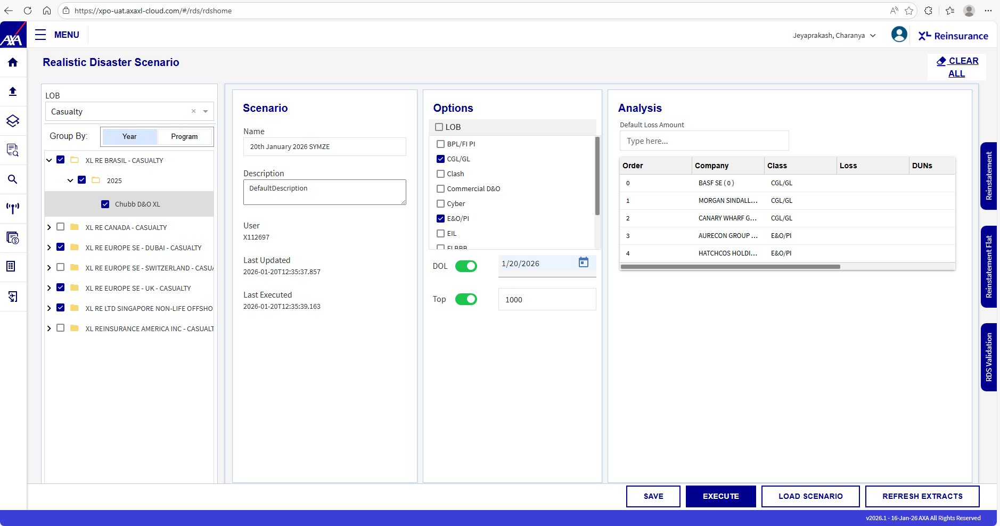 https://xpo-uat.axaxl-cloud.com/#/rds/rdshome
AXA
MENU
Jeyaprakash, Charanya
XL Reinsurance
Realistic Disaster Scenario
CLEAR
ALL
LOB
Casualty
Group By:
Year
Program
XL RE BRASIL - CASUALTY
2025
Chubb D&O XL
XL RE CANADA - CASUALTY
XL RE EUROPE SE - DUBAI - CASUALTY
XL RE EUROPE SE - SWITZERLAND - CASUA
XL RE EUROPE SE - UK - CASUALTY
XL RE LTD SINGAPORE NON-LIFE OFFSHO
XL REINSURANCE AMERICA INC - CASUALT
Scenario
Name
20th January 2026 SYMZE
Description
DefaultDescription
User
X112697
Last Updated
2026-01-20T12:35:37.857
Last Executed
2026-01-20T12:35:39.163
Options
LOB
BPL/FI PI
CGL/GL
Clash
Commercial D&O
Cyber
E&O/PI
EIL
ELBBB
DOL
1/20/2026
Top
1000
Analysis
Default Loss Amount
Type here...
Order Company Class Loss DUNs
0 BASF SE ( 0 ) CGL/GL
1 MORGAN SINDALL... CGL/GL
2 CANARY WHARF G... CGL/GL
3 AURECON GROUP ... E&O/PI
4 HATCHCOS HOLDI... E&O/PI
Reinstatement
Reinstatement Flat
RDS Validation
SAVE
EXECUTE
LOAD SCENARIO
REFRESH EXTRACTS
v2026.1 - 16-Jan-26 AXA All Rights Reserved